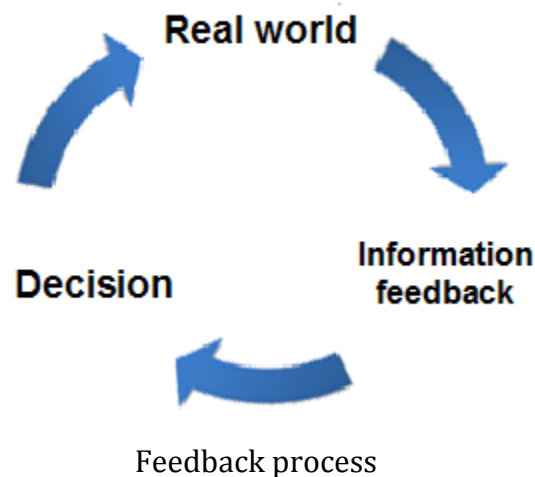 Real world
Information
feedback
Decision
Feedback process